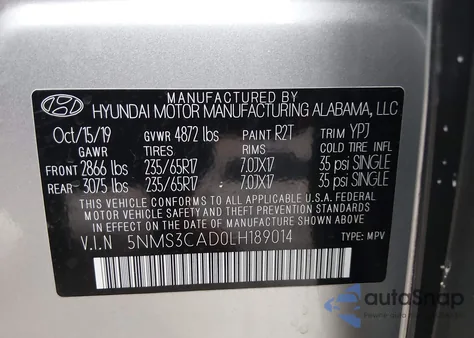 MANUFACTURED BY
HYUNDAI MOTOR MANUFACTURING ALABAMA, LLC
Oct/15/19 GVWR 4872 lbs PAINT R2T TRIM YPJ
GAWR TIRES RIMS COLD TIRE INFL
FRONT 2866 lbs 235/65R17 7.0JX17 35 psi SINGLE
REAR 3075 lbs 235/65R17 7.0JX17 35 psi SINGLE
THIS VEHICLE CONFORMS TO ALL APPLICABLE U.S.A FEDERAL
MOTOR VEHICLE SAFETY, BUMPER, AND THEFT PREVENTION STANDARDS
IN EFFECT ON THE DATE OF MANUFACTURE SHOWN ABOVE.
V.I.N 5NMS3CAD0LH189014 TYPE: MPV
autoSnap